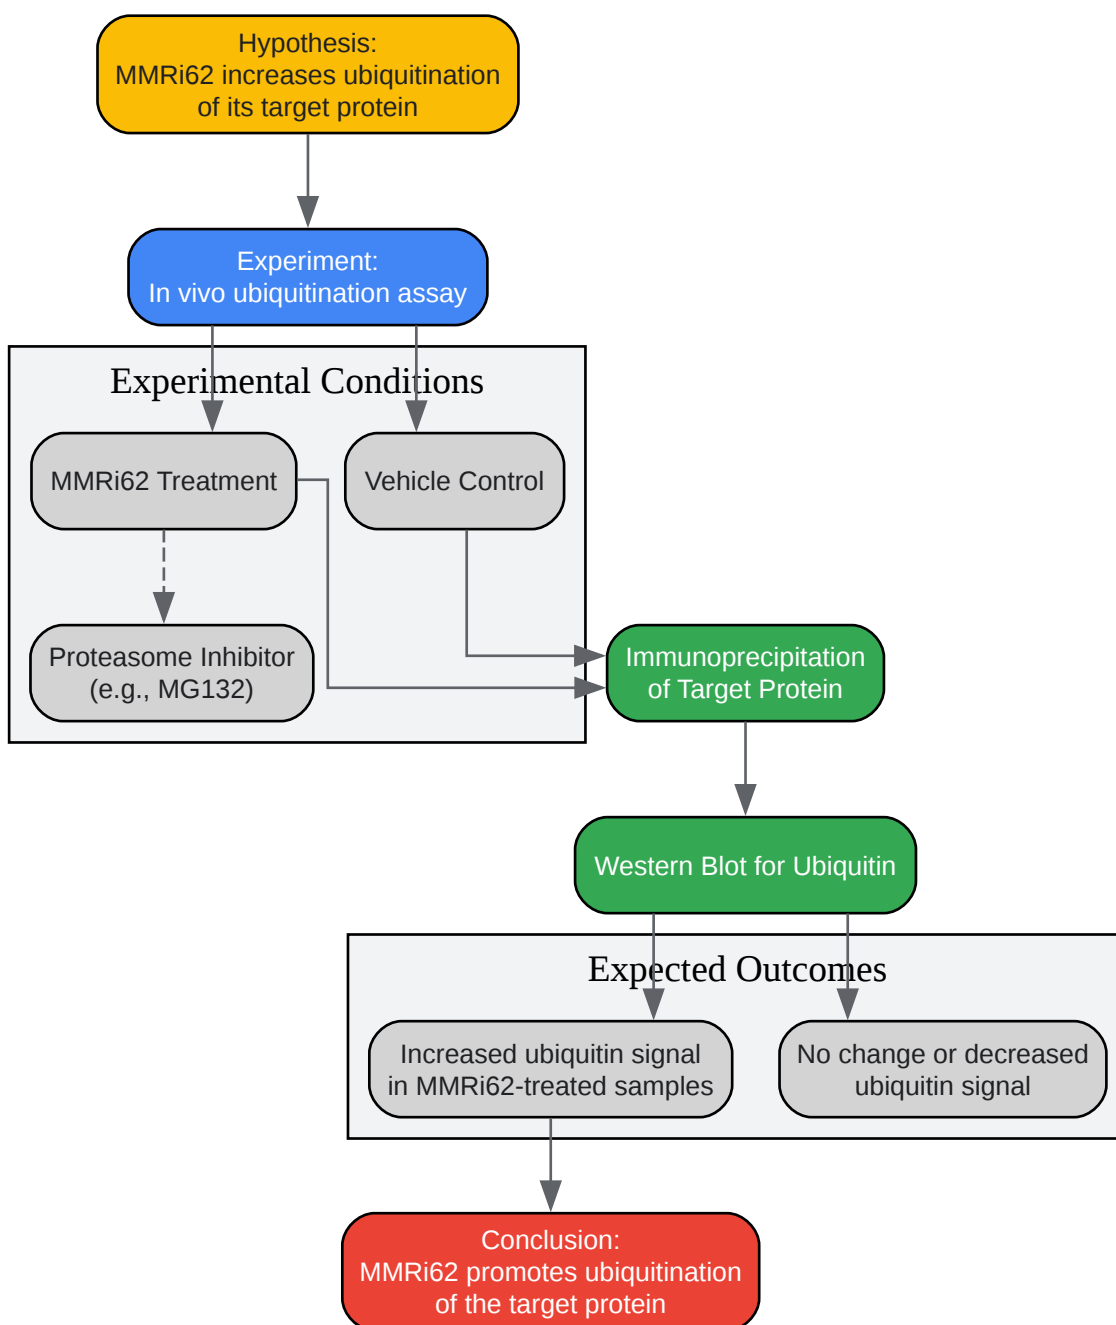 Hypothesis:
MMRi62 increases ubiquitination
of its target protein
Experiment:
In vivo ubiquitination assay
Experimental Conditions
MMRi62 Treatment
Vehicle Control
Proteasome Inhibitor
(e.g., MG132)
Immunoprecipitation
of Target Protein
Western Blot for Ubiquitin
Expected Outcomes
Increased ubiquitin signal
in MMRi62-treated samples
No change or decreased
ubiquitin signal
Conclusion:
MMRi62 promotes ubiquitination
of the target protein